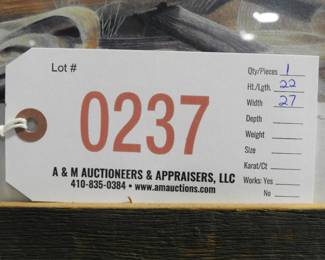 Lot #
0237
A & M AUCTIONEERS & APPRAISERS, LLC
410-835-0384 • www.amauctions.com
Qty/Pieces 1
Ht./Lgth. 22
Width 27
Depth
Weight
Size
Karat/Ct
Works: Yes
No